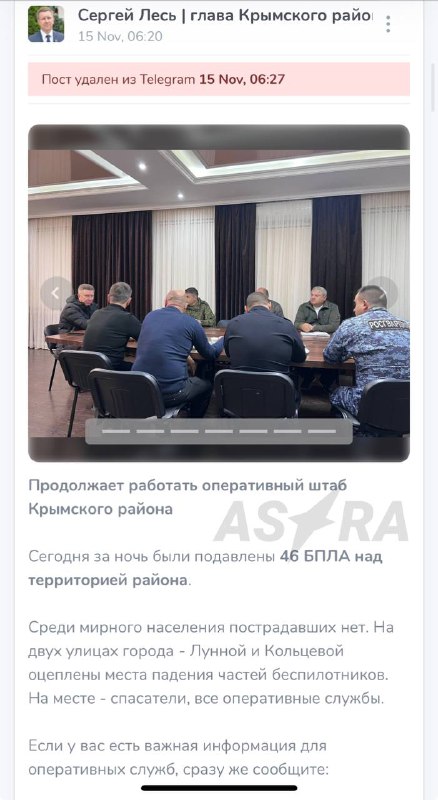 Сергей Лесь | глава Крымского райо
15 Nov, 06:20
Пост удален из Telegram 15 Nov, 06:27
РОСГВАРДИЯ
Продолжает работать оперативный штаб
Крымского района
ASTRA
Сегодня за ночь были подавлены 46 БПЛА над
территорией района.
Среди мирного населения пострадавших нет. На
двух улицах города - Лунной и Кольцевой
оцеплены места падения частей беспилотников.
На месте - спасатели, все оперативные службы.
Если у вас есть важная информация для
оперативных служб, сразу же сообщите: